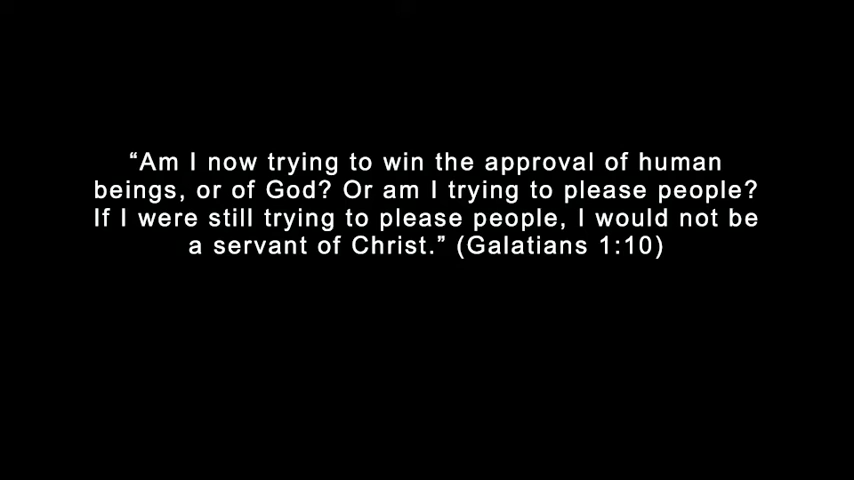 “Am I now trying to win the approval of human
beings, or of God? Or am I trying to please people?
If I were still trying to please people, I would not be
a servant of Christ.” (Galatians 1:10)